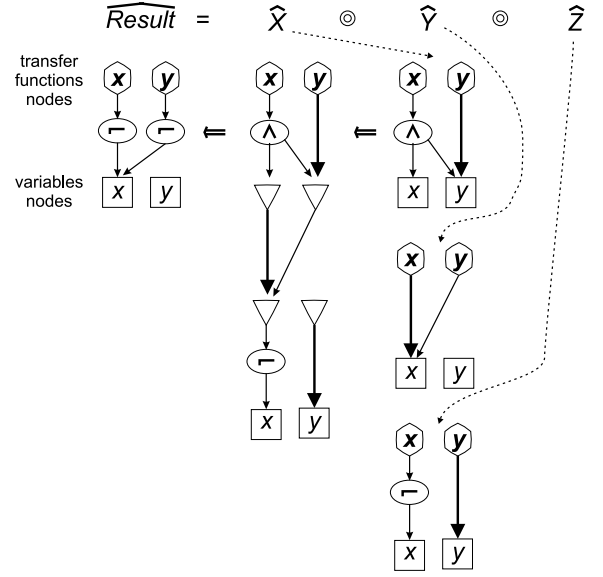 Result = X̂ ⊚ Ŷ ⊚ Ẑ
transfer functions nodes
x y x y x y
¬ ¬ ⇐ ∧ ⇐ ∧
variables nodes
x y x y
x y
x y
¬
x y
x y
¬
x y